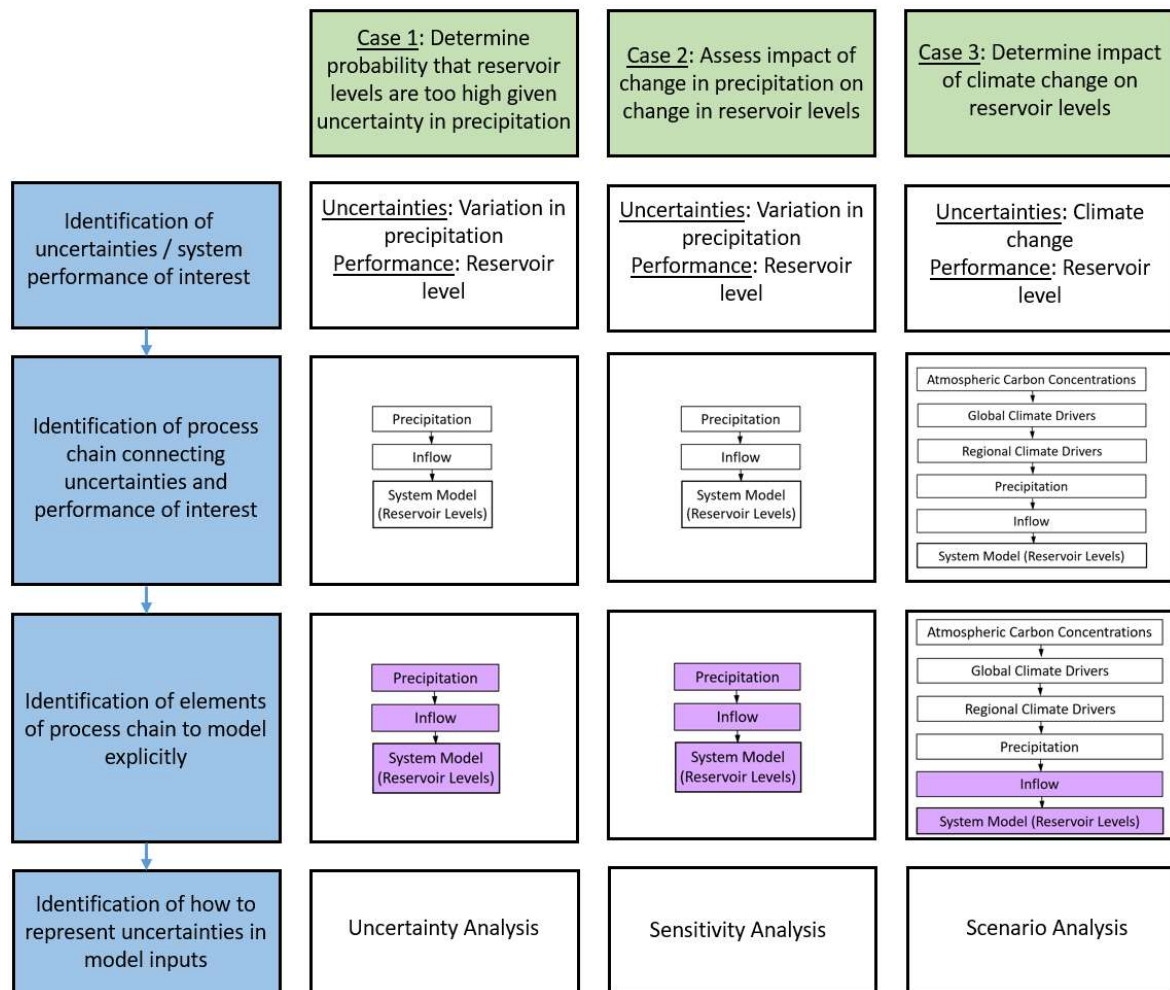 Case 1: Determine
probability that reservoir
levels are too high given
uncertainty in precipitation
Case 2: Assess impact of
change in precipitation on
change in reservoir levels
Case 3: Determine impact
of climate change on
reservoir levels
Identification of
uncertainties / system
performance of interest
Uncertainties: Variation in
precipitation
Performance: Reservoir
level
Uncertainties: Variation in
precipitation
Performance: Reservoir
level
Uncertainties: Climate
change
Performance: Reservoir
level
Identification of process
chain connecting
uncertainties and
performance of interest
Precipitation
Inflow
System Model
(Reservoir Levels)
Precipitation
Inflow
System Model
(Reservoir Levels)
Atmospheric Carbon Concentrations
Global Climate Drivers
Regional Climate Drivers
Precipitation
Inflow
System Model (Reservoir Levels)
Identification of elements
of process chain to model
explicitly
Precipitation
Inflow
System Model
(Reservoir Levels)
Precipitation
Inflow
System Model
(Reservoir Levels)
Atmospheric Carbon Concentrations
Global Climate Drivers
Regional Climate Drivers
Precipitation
Inflow
System Model (Reservoir Levels)
Identification of how to
represent uncertainties in
model inputs
Uncertainty Analysis
Sensitivity Analysis
Scenario Analysis